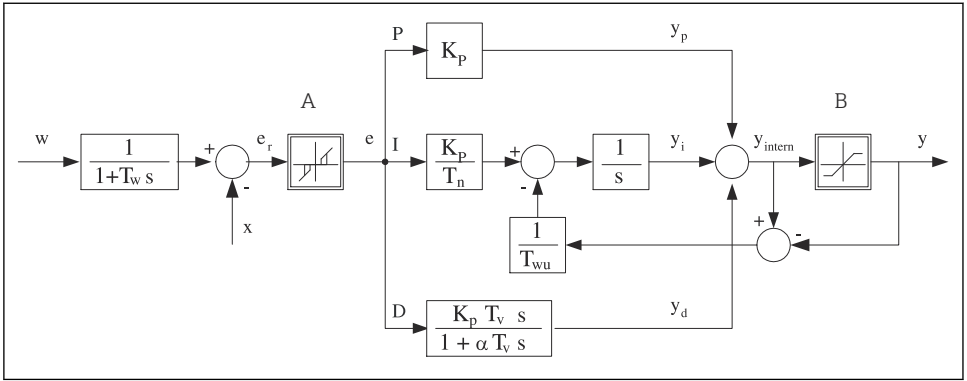 P
K_P
y_p
A
B
w
1
1+T_w s
+
-
e_r
e
I
K_P
T_n
+
-
1
s
y_i
y_intern
y
x
1
T_wu
+
-
D
K_p T_v s
1 + α T_v s
y_d